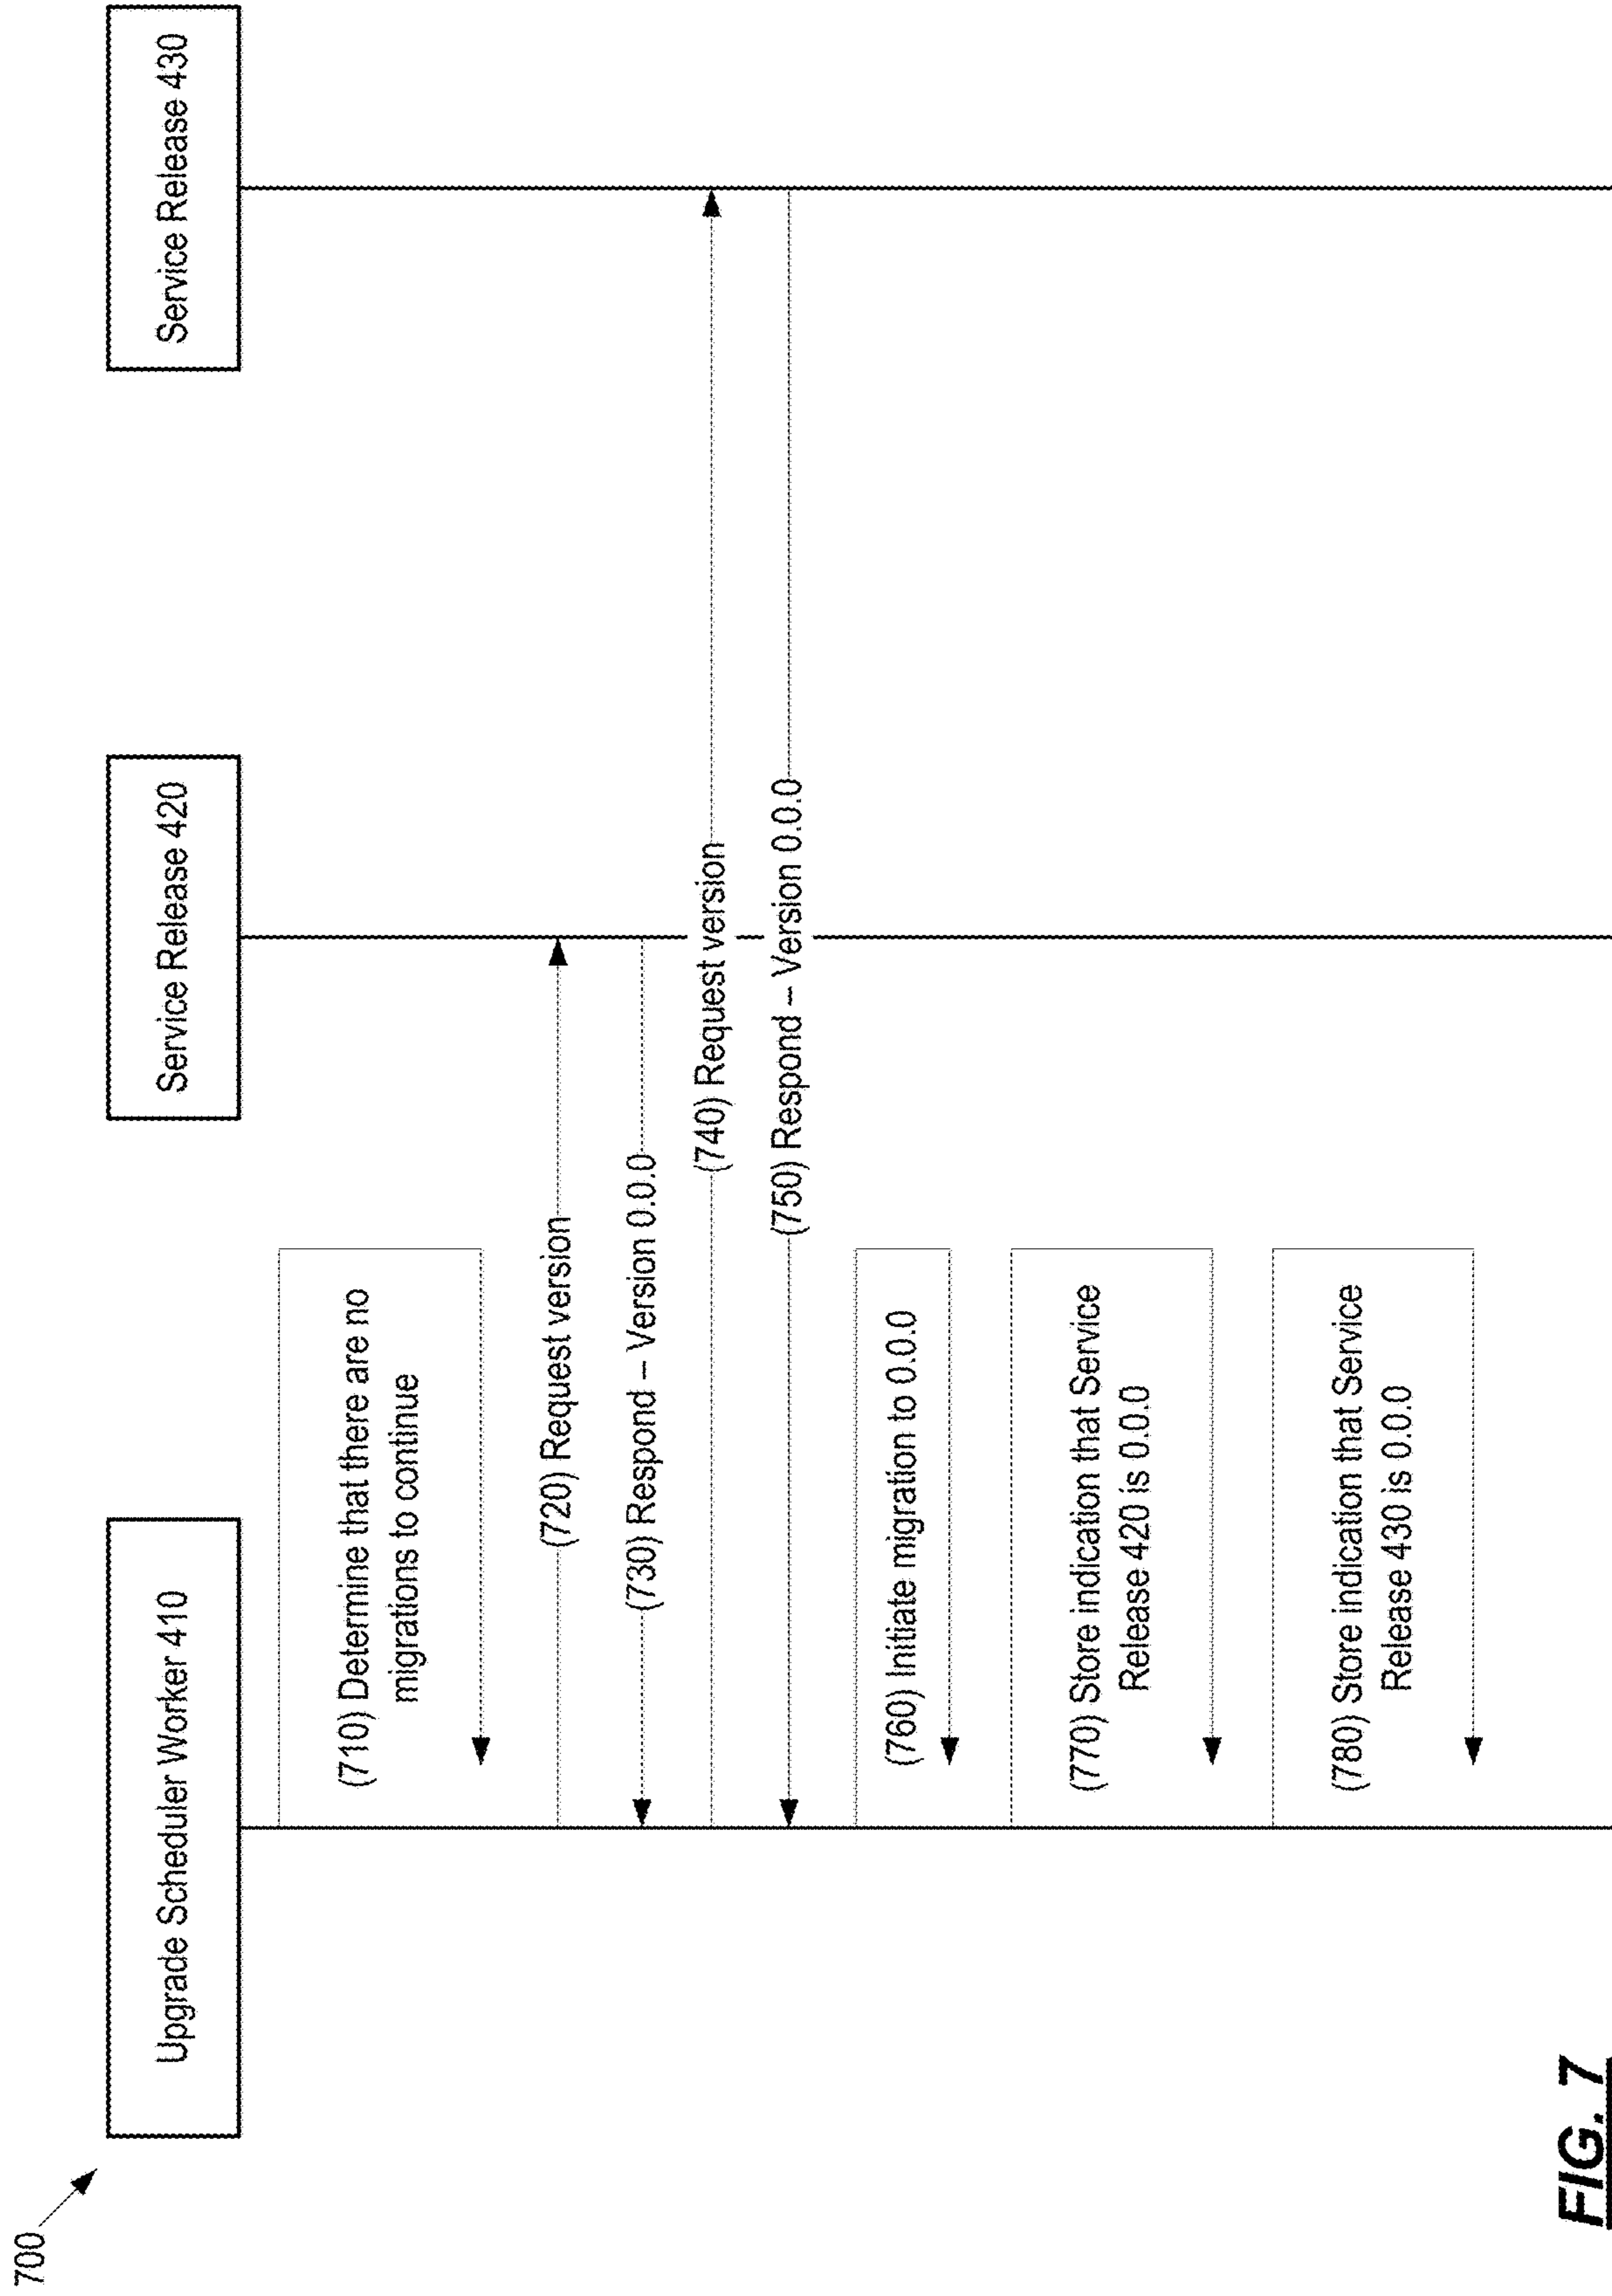 700
Upgrade Scheduler Worker 410
Service Release 420
Service Release 430
(710) Determine that there are no
migrations to continue
(720) Request version
(730) Respond – Version 0.0.0
(740) Request version
(750) Respond – Version 0.0.0
(760) Initiate migration to 0.0.0
(770) Store indication that Service
Release 420 is 0.0.0
(780) Store indication that Service
Release 430 is 0.0.0
FIG. 7